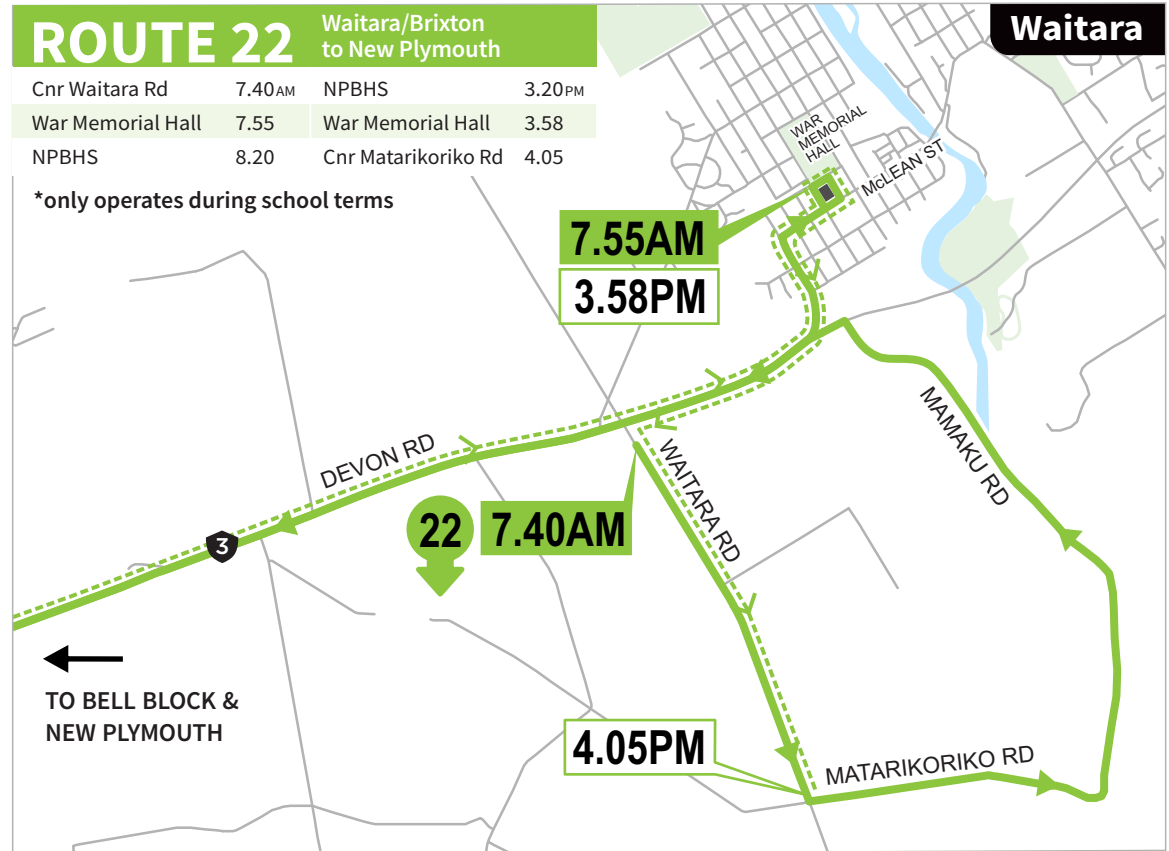 ROUTE 22
Waitara/Brixton
to New Plymouth
Waitara
Cnr Waitara Rd 7.40AM NPBHS 3.20PM
War Memorial Hall 7.55 War Memorial Hall 3.58
NPBHS 8.20 Cnr Matarikoriko Rd 4.05
*only operates during school terms
WAR
MEMORIAL
HALL
McLEAN ST
7.55AM
3.58PM
DEVON RD
WAITARA RD
MAMAKU RD
22
7.40AM
3
TO BELL BLOCK &
NEW PLYMOUTH
4.05PM
MATARIKORIKO RD